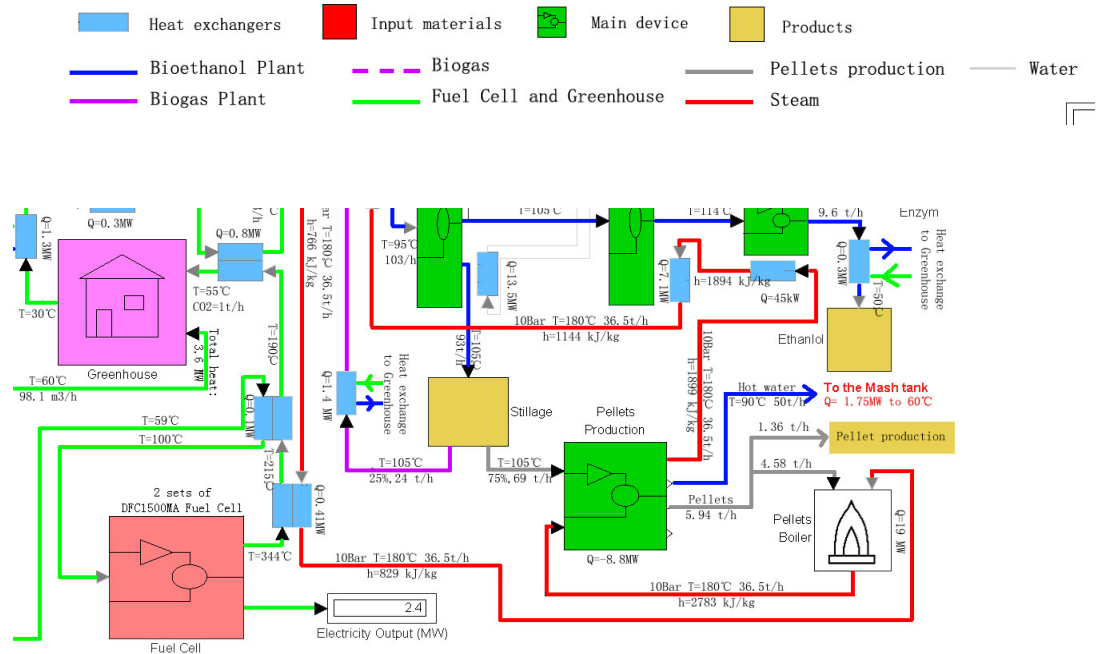 Heat exchangers
Input materials
Main device
Products
Bioethanol Plant
Biogas
Pellets production
Water
Biogas Plant
Fuel Cell and Greenhouse
Steam
Q=1.3MW
Q=0.3MW
Q=0.8MW
T=30℃
T=55℃
CO2=1t/h
Greenhouse
Total heat:
3.6 MW
T=60℃
98.1 m3/h
T=190℃
T=59℃
T=100℃
Q=0.1MW
T=215℃
2 sets of
DFC1500MA Fuel Cell
T=344℃
Fuel Cell
2.4
Electricity Output (MW)
Q=0.41MW
Bar T=180℃ 36.5t/h
h=766 kJ/kg
Q=1.4 MW
Heat exchange
to Greenhouse
T=95℃
103/h
T=105℃
T=114℃
Q=13.5MW
T=105℃
93t/h
Stillage
T=105℃
25%,24 t/h
T=105℃
75%,69 t/h
10Bar T=180℃ 36.5t/h
h=1144 kJ/kg
Q=7.1MW
h=1894 kJ/kg
Q=45kW
9.6 t/h
Enzym
Q=0.3MW
Heat exchange
to Greenhouse
T=50℃
Ethanlol
10Bar T=180℃ 36.5t/h
h=1899 kJ/kg
Hot water
T=90℃ 50t/h
To the Mash tank
Q= 1.75MW to 60℃
Pellets
Production
Q=-8.8MW
1.36 t/h
Pellet production
4.58 t/h
Pellets
5.94 t/h
Pellets
Boiler
Q=19 MW
10Bar T=180℃ 36.5t/h
h=829 kJ/kg
10Bar T=180℃ 36.5t/h
h=2783 kJ/kg